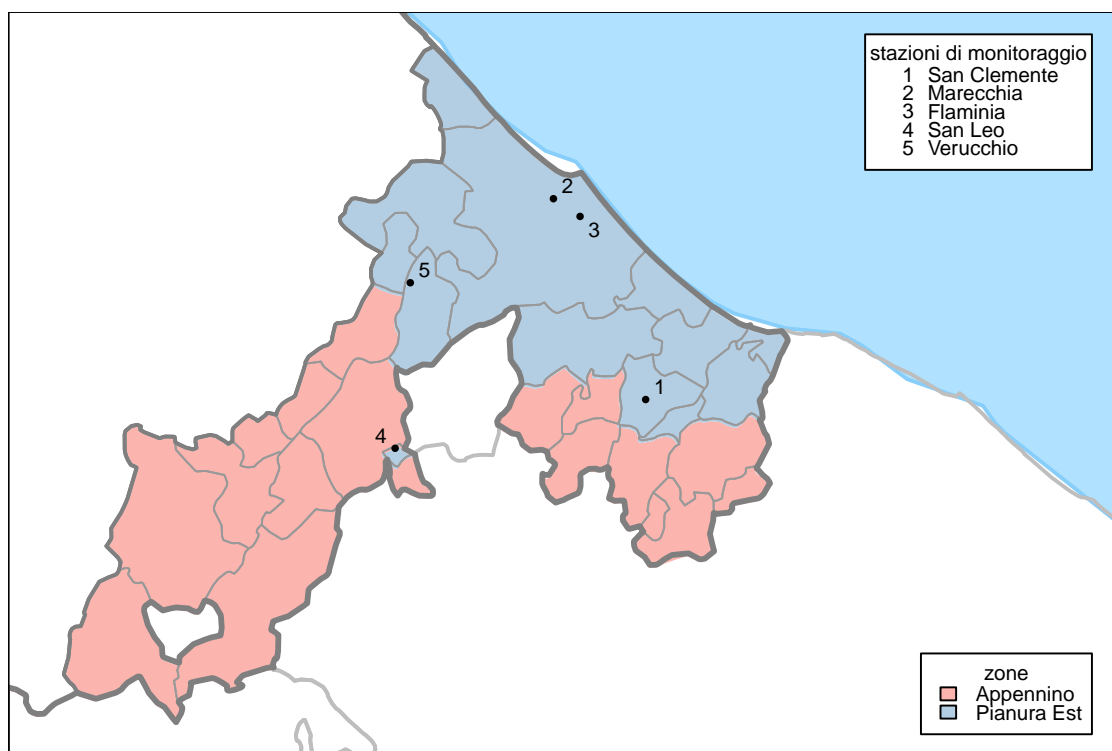 stazioni di monitoraggio
1 San Clemente
2 Marecchia
3 Flaminia
4 San Leo
5 Verucchio
2
3
5
1
4
zone
Appennino
Pianura Est